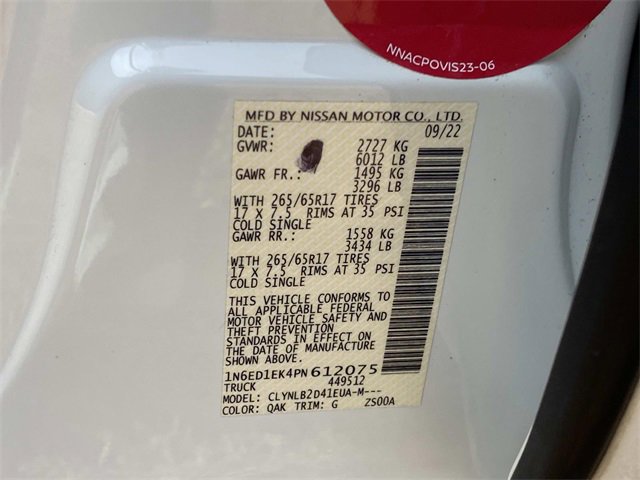 NNACPOVIS23-06
MFD BY NISSAN MOTOR CO., LTD.
DATE: 09/22
GVWR: 2727 KG
6012 LB
GAWR FR.: 1495 KG
3296 LB
WITH 265/65R17 TIRES
17 X 7.5 RIMS AT 35 PSI
COLD SINGLE
GAWR RR.: 1558 KG
3434 LB
WITH 265/65R17 TIRES
17 X 7.5 RIMS AT 35 PSI
COLD SINGLE
THIS VEHICLE CONFORMS TO
ALL APPLICABLE FEDERAL
MOTOR VEHICLE SAFETY AND
THEFT PREVENTION
STANDARDS IN EFFECT ON
THE DATE OF MANUFACTURE
SHOWN ABOVE.
1N6ED1EK4PN612075
TRUCK 449512
MODEL: CLYNLB2D41EUA-M---
COLOR: QAK TRIM: G ZS00A